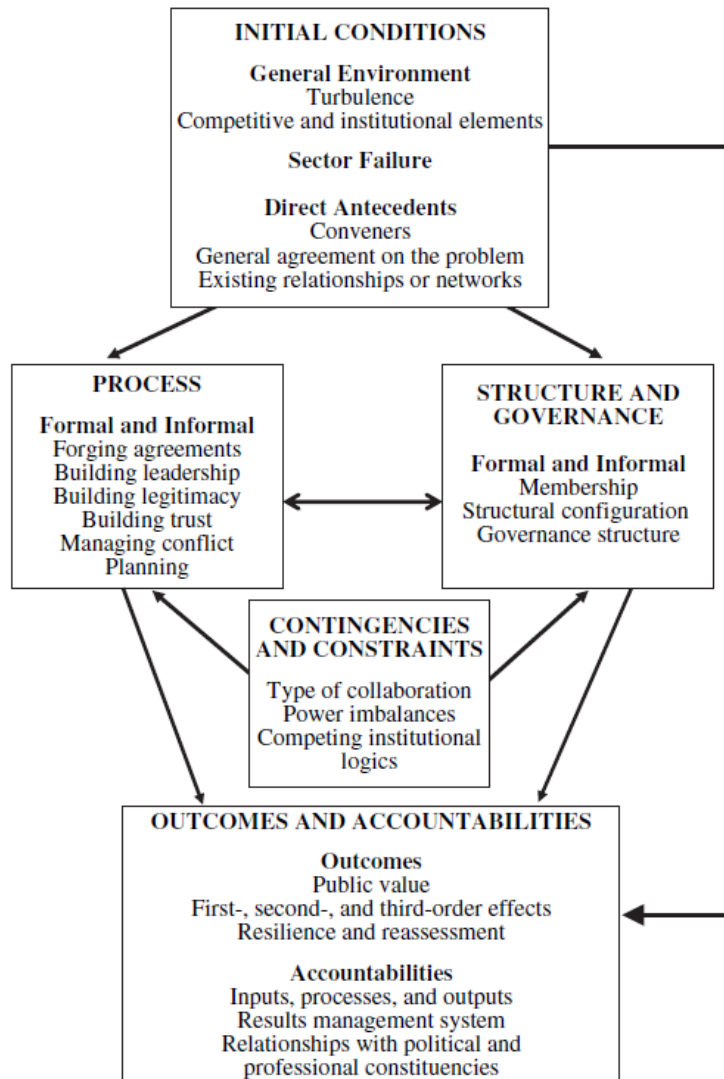 INITIAL CONDITIONS
General Environment
Turbulence
Competitive and institutional elements
Sector Failure
Direct Antecedents
Conveners
General agreement on the problem
Existing relationships or networks
PROCESS
Formal and Informal
Forging agreements
Building leadership
Building legitimacy
Building trust
Managing conflict
Planning
STRUCTURE AND
GOVERNANCE
Formal and Informal
Membership
Structural configuration
Governance structure
CONTINGENCIES
AND CONSTRAINTS
Type of collaboration
Power imbalances
Competing institutional
logics
OUTCOMES AND ACCOUNTABILITIES
Outcomes
Public value
First-, second-, and third-order effects
Resilience and reassessment
Accountabilities
Inputs, processes, and outputs
Results management system
Relationships with political and
professional constituencies